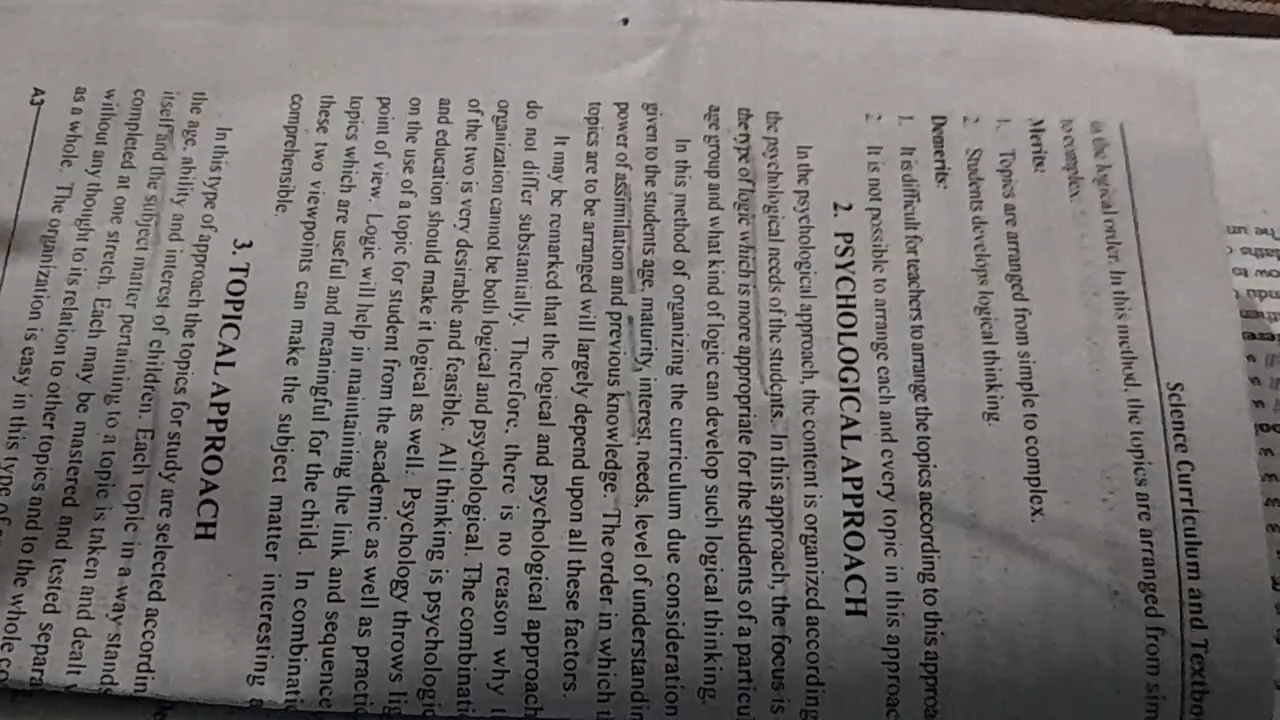 Science Curriculum and Textbo
in the logical order. In this method, the topics are arranged from sim
to complex.
Merits:
1. Topics are arranged from simple to complex.
2. Students develops logical thinking.
Demerits:
1. It is difficult for teachers to arrange the topics according to this approa
2. It is not possible to arrange each and every topic in this approac
2. PSYCHOLOGICAL APPROACH
In the psychological approach, the content is organized according
the psychological needs of the students. In this approach, the focus is
the type of logic which is more appropriate for the students of a particu
age group and what kind of logic can develop such logical thinking.
In this method of organizing the curriculum due consideration
given to the students age, maturity, interest, needs, level of understandin
power of assimilation and previous knowledge. The order in which t
topics are to be arranged will largely depend upon all these factors.
It may be remarked that the logical and psychological approach
do not differ substantially. Therefore, there is no reason why t
organization cannot be both logical and psychological. The combinati
of the two is very desirable and feasible. All thinking is psychologic
and education should make it logical as well. Psychology throws lig
on the use of a topic for student from the academic as well as practic
point of view. Logic will help in maintaining the link and sequence
topics which are useful and meaningful for the child. In combinatio
these two viewpoints can make the subject matter interesting a
comprehensible.
3. TOPICAL APPROACH
In this type of approach the topics for study are selected accordin
the age, ability and interest of children. Each topic in a way stands
itself and the subject matter pertaining to a topic is taken and dealt
completed at one stretch. Each may be mastered and tested separa
without any thought to its relation to other topics and to the whole co
as a whole. The organization is easy in this type of
A3